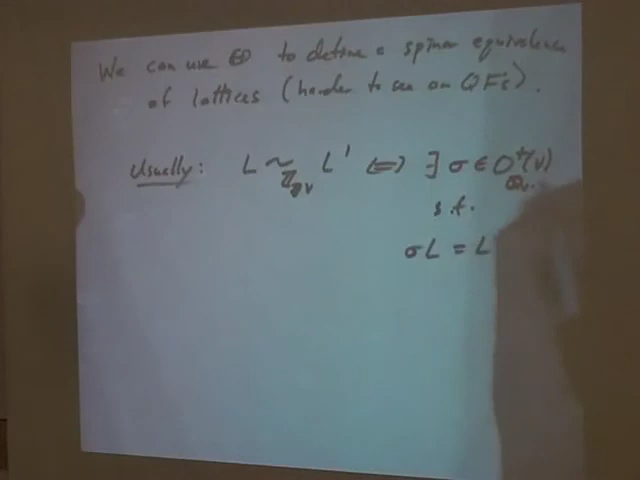 We can use Θ to define a spinor equivalence
of lattices (harder to see on QFs).
Usually: L ~ L' ⟺ ∃ σ ∈ O⁺(V)
s.t.
σL = L